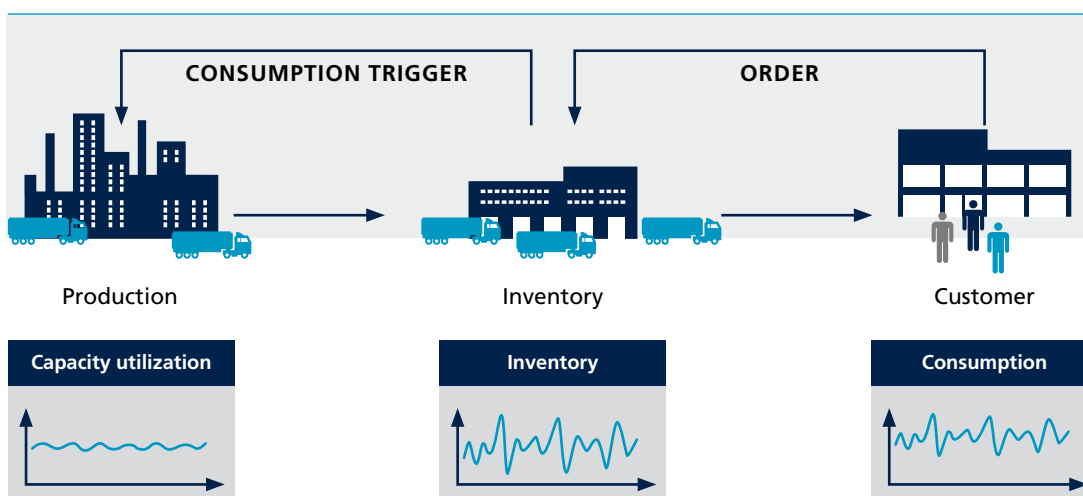 CONSUMPTION TRIGGER
ORDER
Production
Inventory
Customer
Capacity utilization
Inventory
Consumption